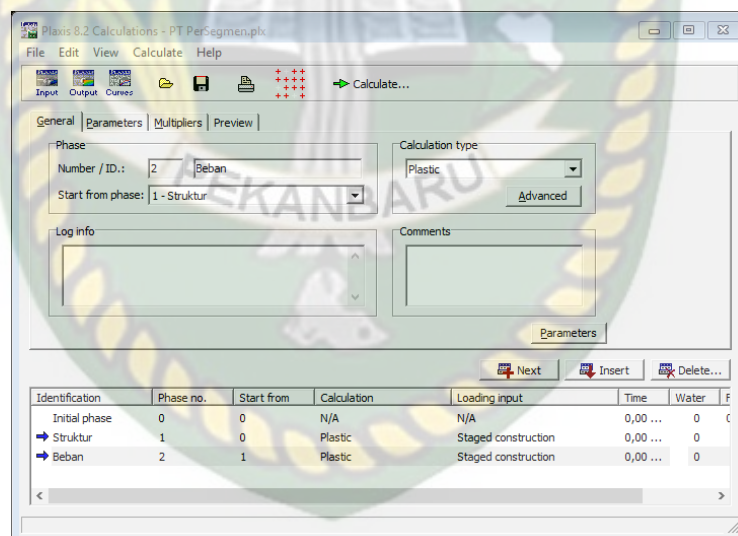 Plaxis 8.2 Calculations - PT PerSegmen.plx
File Edit View Calculate Help
Input Output Curves Calculate...
General Parameters Multipliers Preview
Phase
Number / ID.: 2 Beban
Start from phase: 1 - Struktur
Calculation type
Plastic
Advanced
PEKANBARU
Log info
Comments
Parameters
Next Insert Delete...
Identification Phase no. Start from Calculation Loading input Time Water F
Initial phase 0 0 N/A N/A 0,00 ... 0 0
Struktur 1 0 Plastic Staged construction 0,00 ... 0
Beban 2 1 Plastic Staged construction 0,00 ... 0